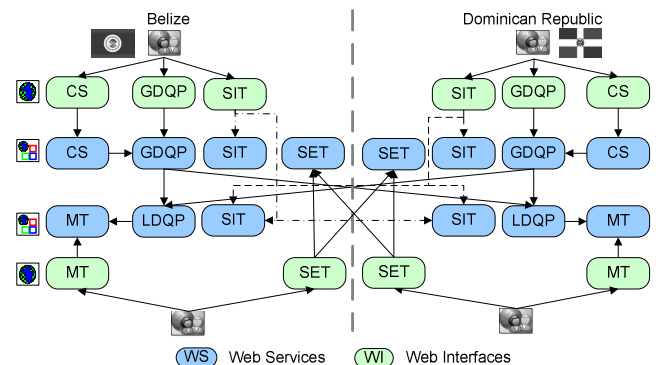 Belize Dominican Republic
CS GDQP SIT SIT GDQP CS
CS GDQP SIT SET SET SIT GDQP CS
MT LDQP SIT SIT LDQP MT
MT SET SET MT
WS Web Services WI Web Interfaces